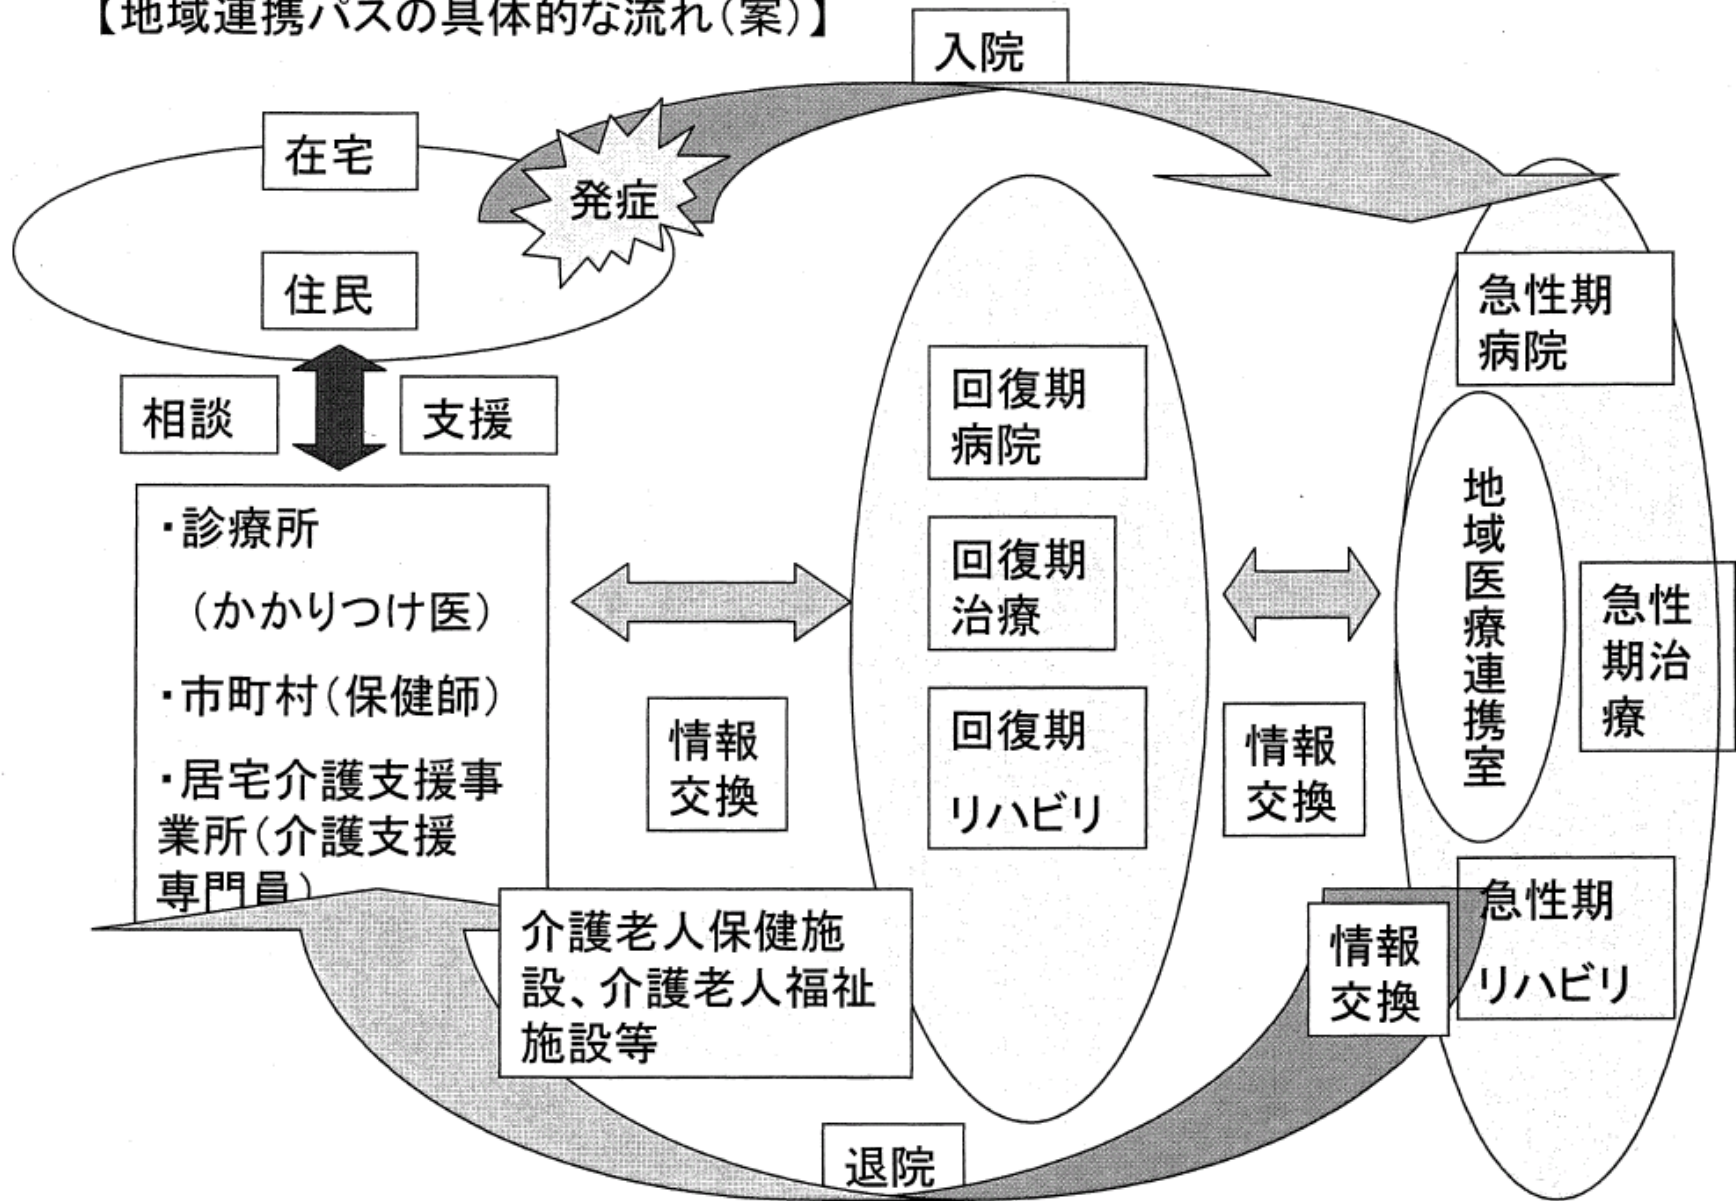 【地域連携パスの具体的な流れ(案)】
入院
在宅
発症
住民
相談
支援
・診療所
(かかりつけ医)
・市町村(保健師)
・居宅介護支援事
業所(介護支援
専門員)
情報
交換
介護老人保健施
設、介護老人福祉
施設等
回復期
病院
回復期
治療
回復期
リハビリ
情報
交換
急性期
病院
地域医療連携室
急性
期治
療
急性期
リハビリ
情報
交換
退院